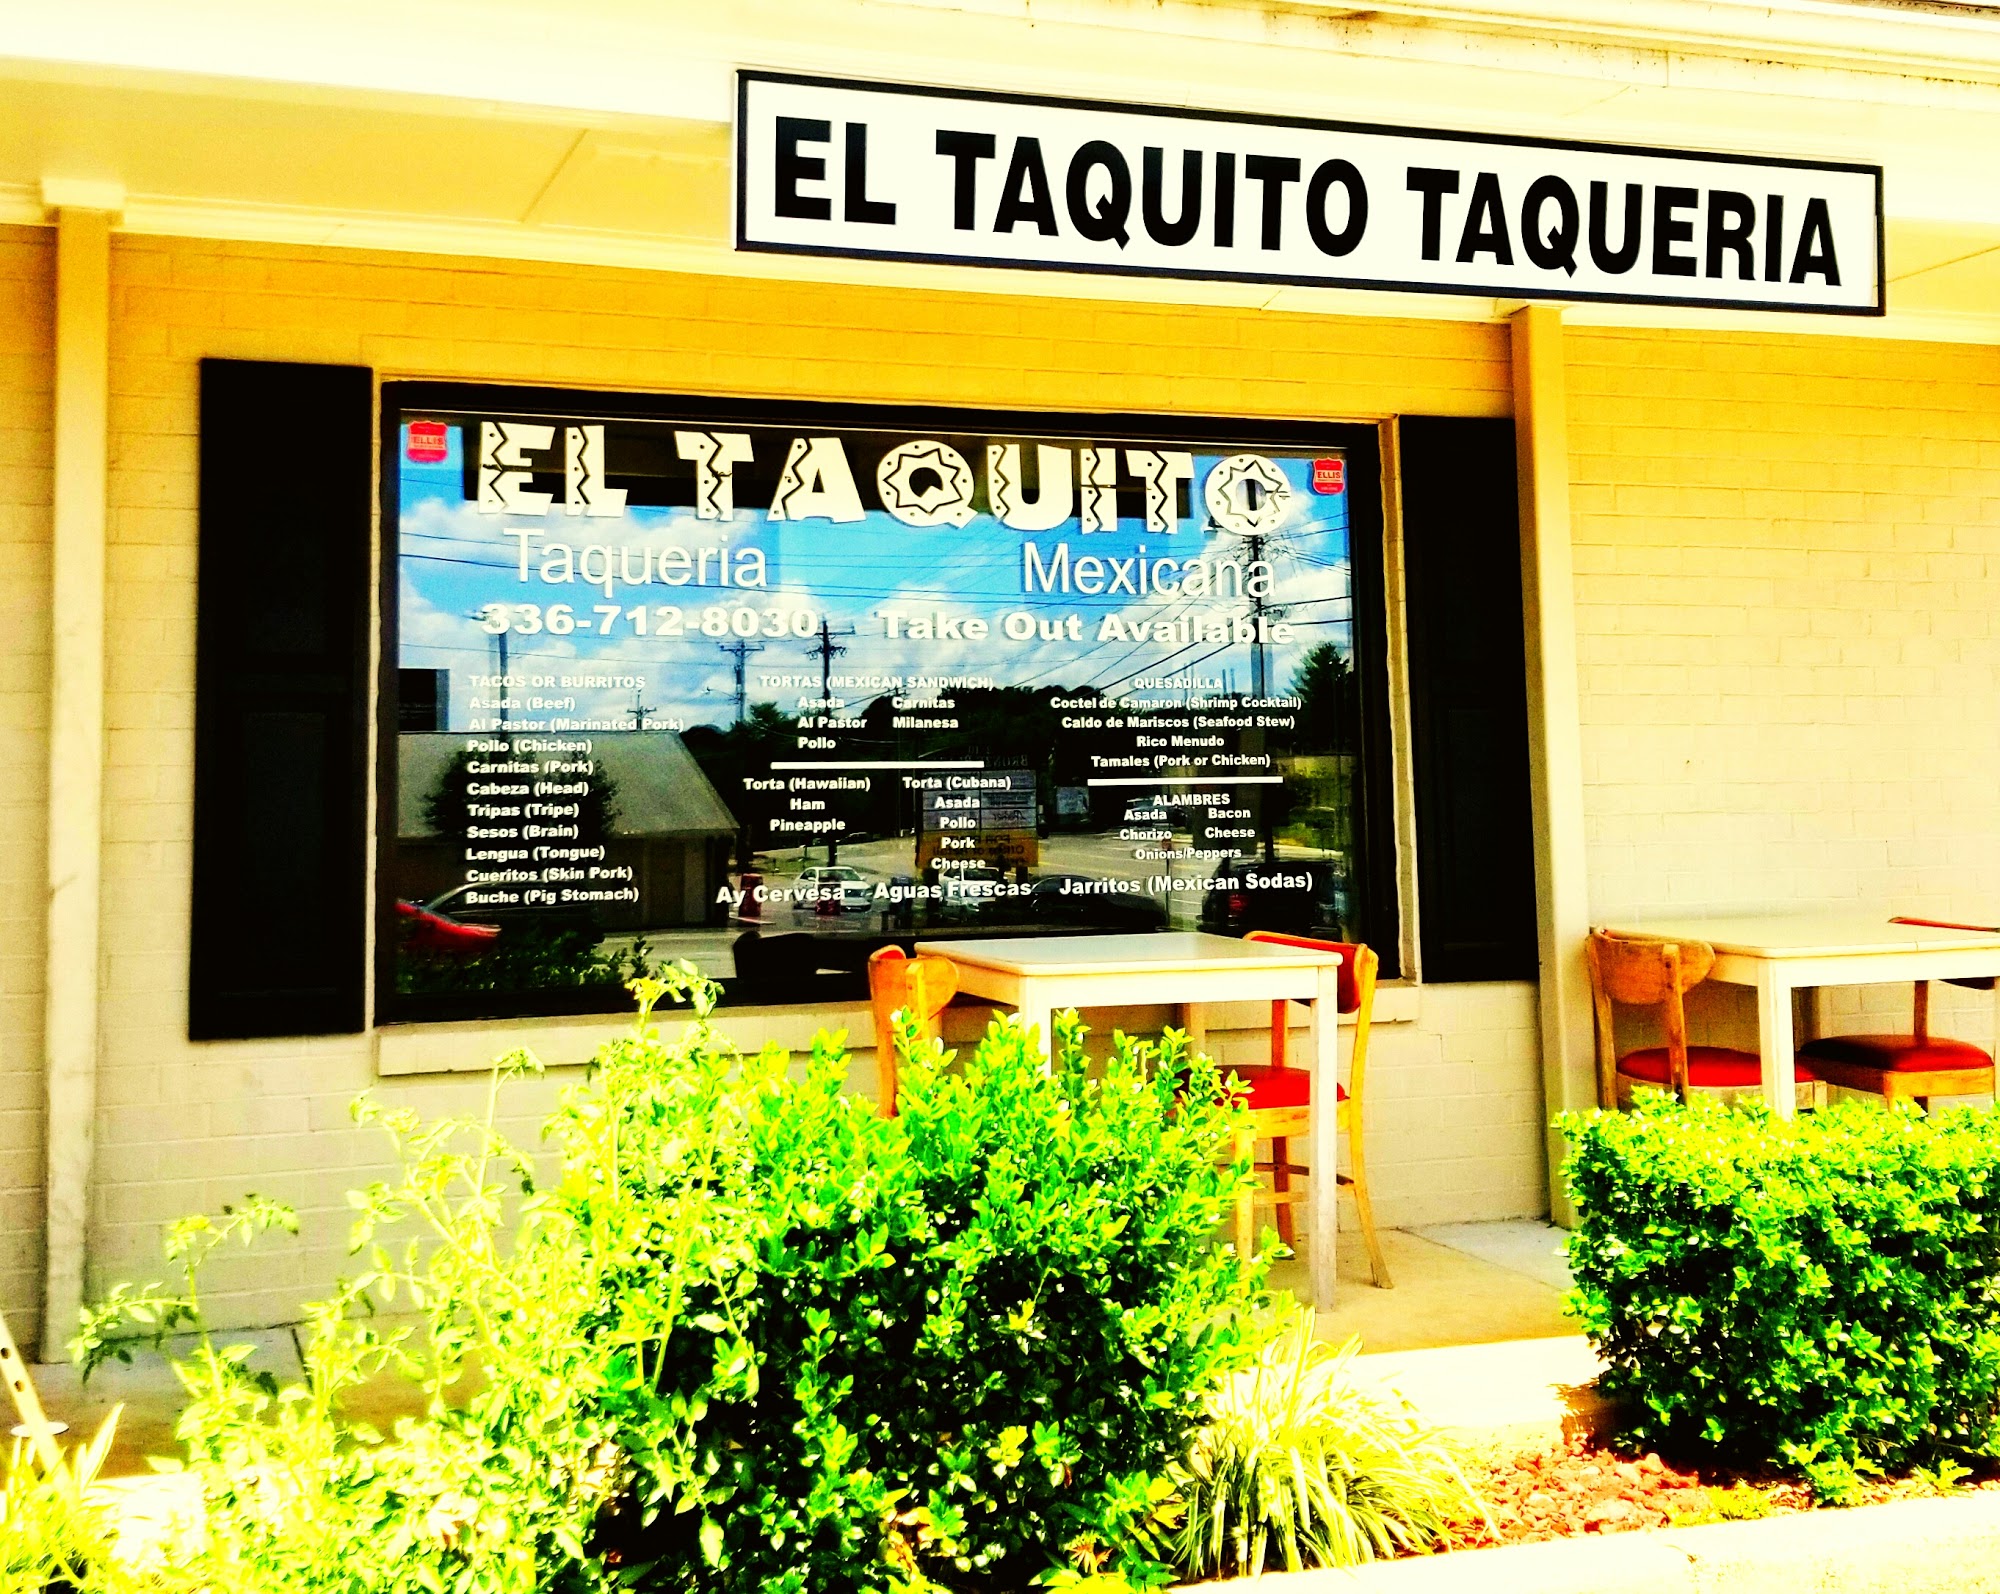 EL TAQUITO TAQUERIA
ELLIS
EL TAQUITO
ELLIS
Taqueria Mexicana
336-712-8030 Take Out Available
TACOS OR BURRITOS
Asada (Beef)
Al Pastor (Marinated Pork)
Pollo (Chicken)
Carnitas (Pork)
Cabeza (Head)
Tripas (Tripe)
Sesos (Brain)
Lengua (Tongue)
Cueritos (Skin Pork)
Buche (Pig Stomach)
TORTAS (MEXICAN SANDWICH)
Asada Carnitas
Al Pastor Milanesa
Pollo
Torta (Hawaiian)
Ham
Pineapple
Torta (Cubana)
Asada
Pollo
Pork
Cheese
QUESADILLA
Coctel de Camaron (Shrimp Cocktail)
Caldo de Mariscos (Seafood Stew)
Rico Menudo
Tamales (Pork or Chicken)
ALAMBRES
Asada Bacon
Chorizo Cheese
Onions/Peppers
Ay Cervesa Aguas Frescas Jarritos (Mexican Sodas)